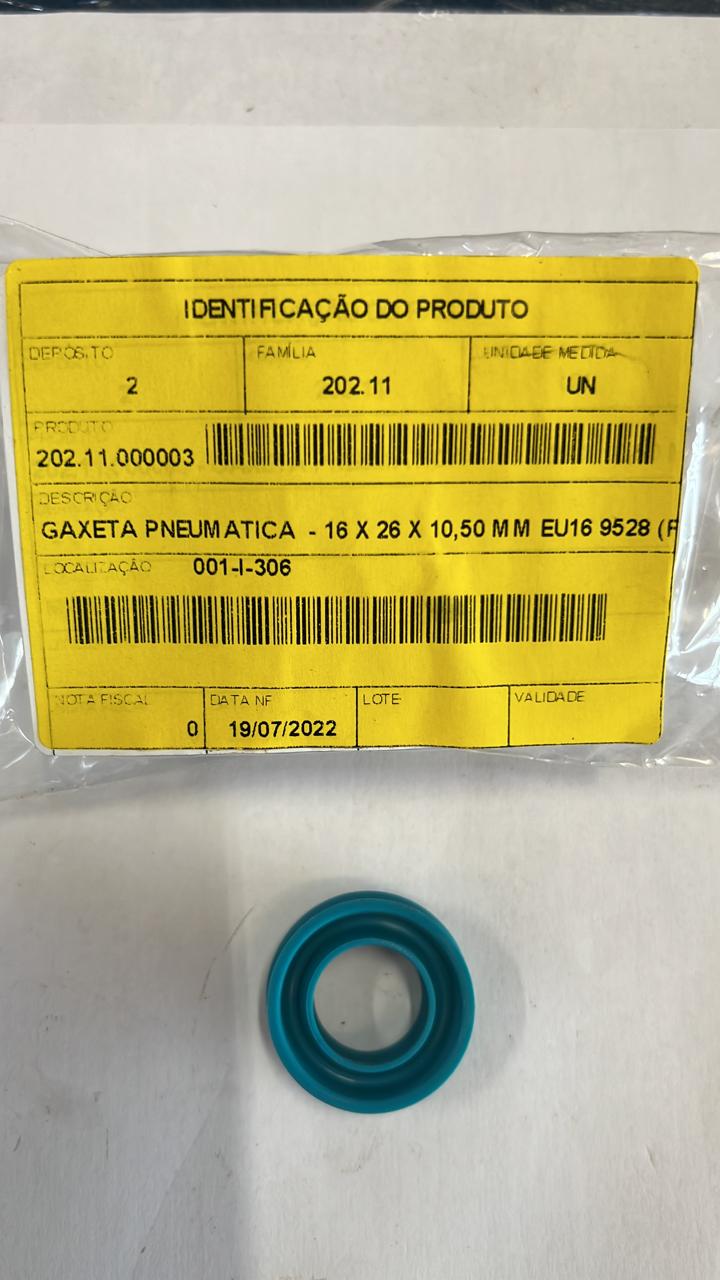 IDENTIFICAÇÃO DO PRODUTO
DEPÓSITO FAMÍLIA UNIDADE MEDIDA
2 202.11 UN
PRODUTO
202.11.000003
DESCRIÇÃO
GAXETA PNEUMATICA - 16 X 26 X 10,50 MM EU16 9528 (
LOCALIZAÇÃO 001-I-306
NOTA FISCAL DATA NF LOTE VALIDADE
0 19/07/2022